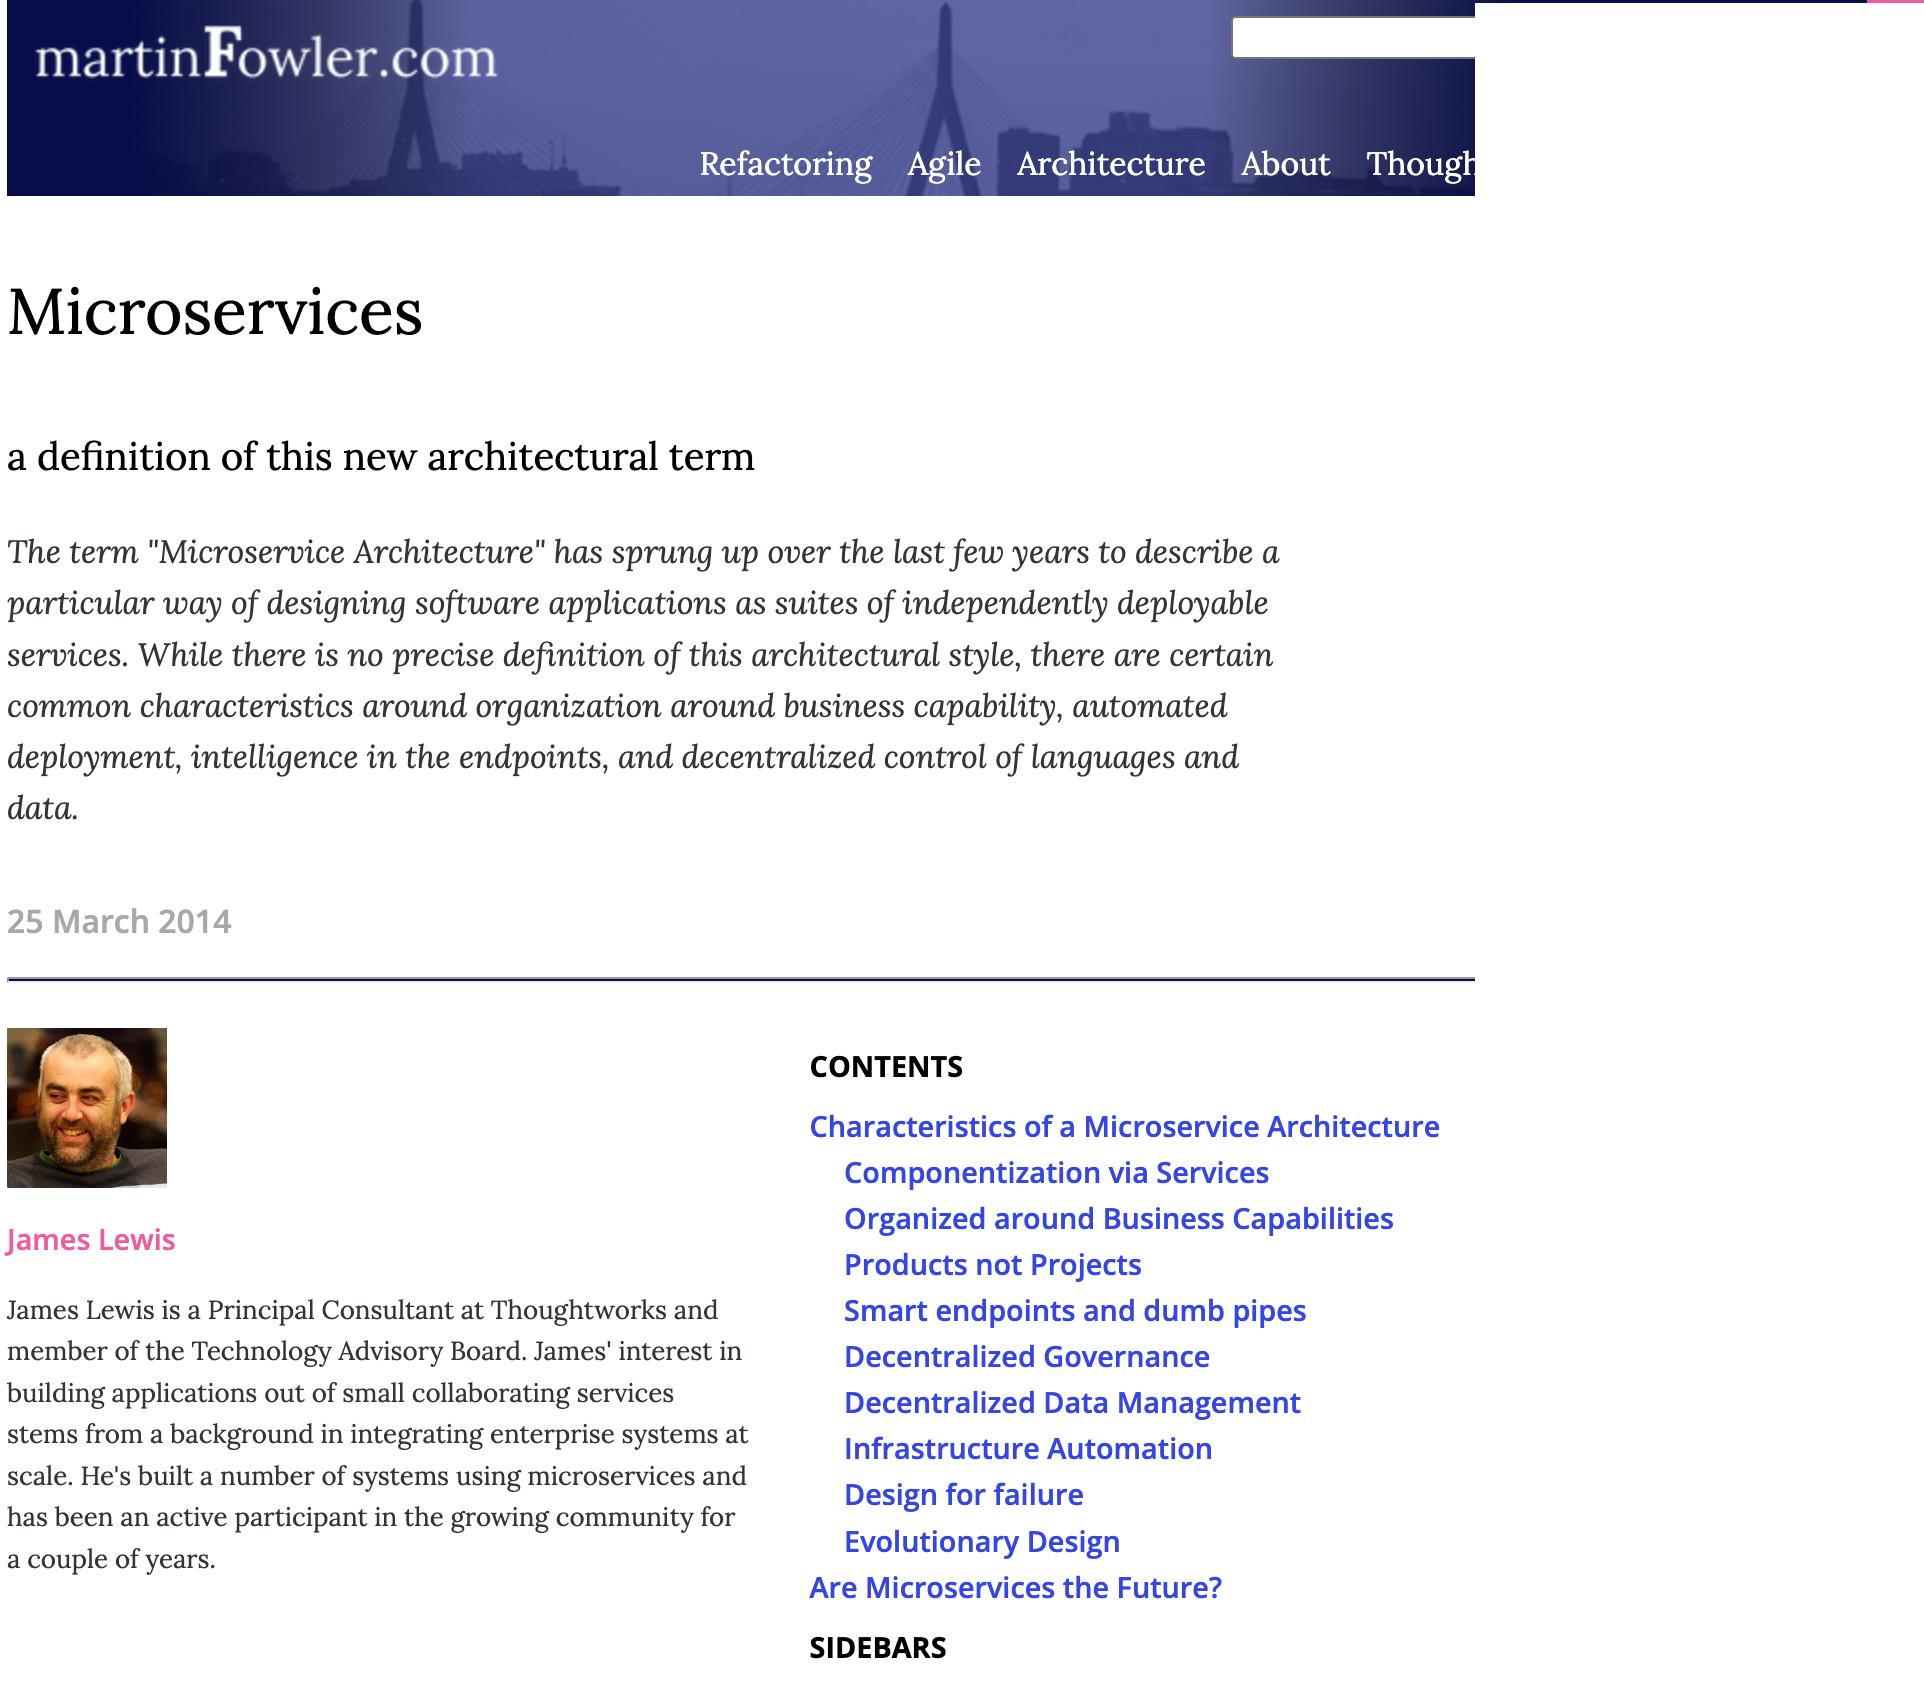 martinFowler.com
Refactoring Agile Architecture About Though
Microservices
a definition of this new architectural term
The term "Microservice Architecture" has sprung up over the last few years to describe a
particular way of designing software applications as suites of independently deployable
services. While there is no precise definition of this architectural style, there are certain
common characteristics around organization around business capability, automated
deployment, intelligence in the endpoints, and decentralized control of languages and
data.
25 March 2014
James Lewis
James Lewis is a Principal Consultant at Thoughtworks and
member of the Technology Advisory Board. James' interest in
building applications out of small collaborating services
stems from a background in integrating enterprise systems at
scale. He's built a number of systems using microservices and
has been an active participant in the growing community for
a couple of years.
CONTENTS
Characteristics of a Microservice Architecture
Componentization via Services
Organized around Business Capabilities
Products not Projects
Smart endpoints and dumb pipes
Decentralized Governance
Decentralized Data Management
Infrastructure Automation
Design for failure
Evolutionary Design
Are Microservices the Future?
SIDEBARS